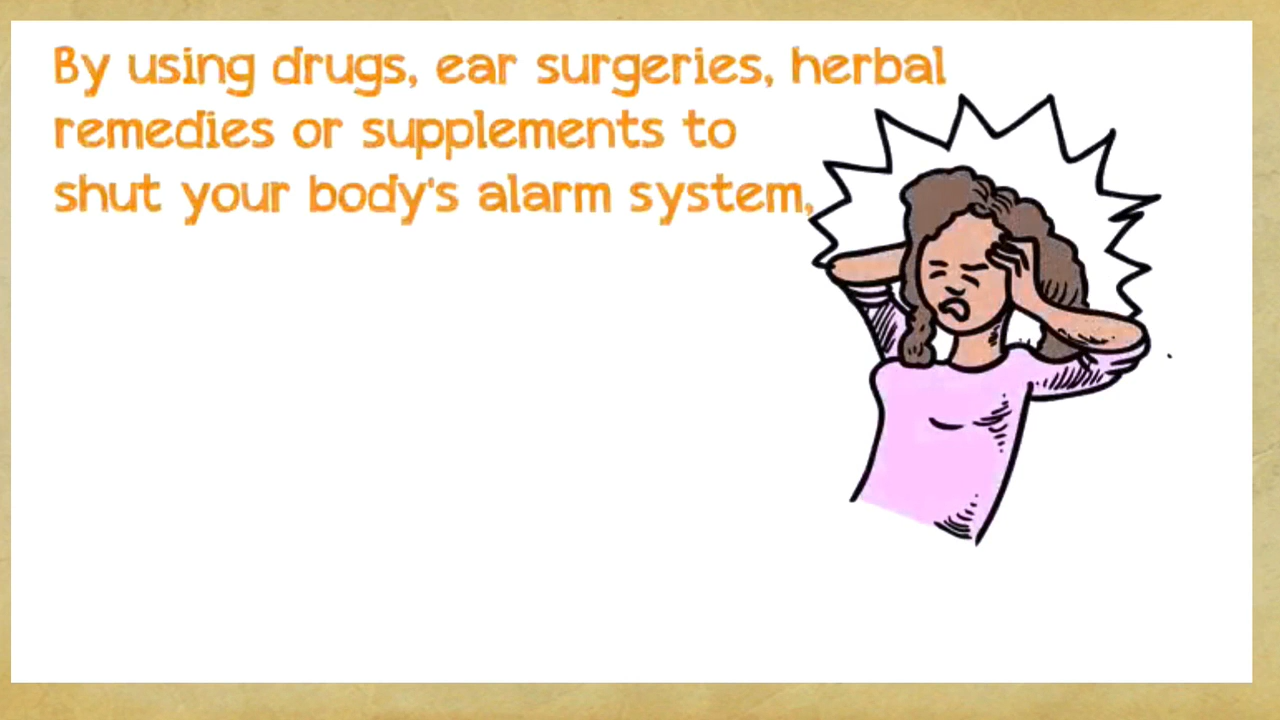 By using drugs, ear surgeries, herbal
remedies or supplements to
shut your body's alarm system,